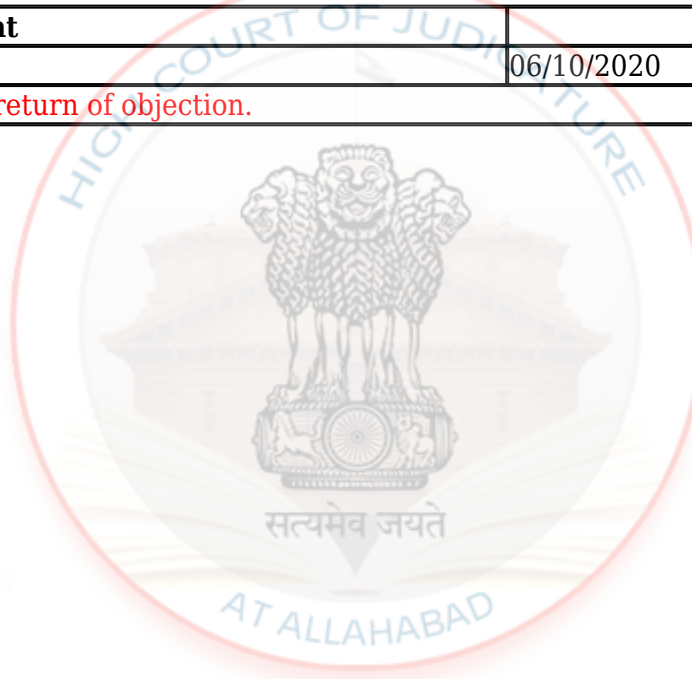 nt
06/10/2020
return of objection.
HIGH COURT OF JUDICATURE
सत्यमेव जयते
AT ALLAHABAD